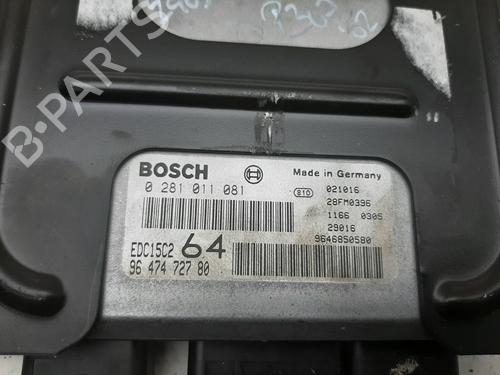 B-PARTS
BOSCH
Made in Germany
0 281 011 081
810
021016
28FM0396
1166 0305
29016
9646850580
EDC15C2 64
96 474 727 80